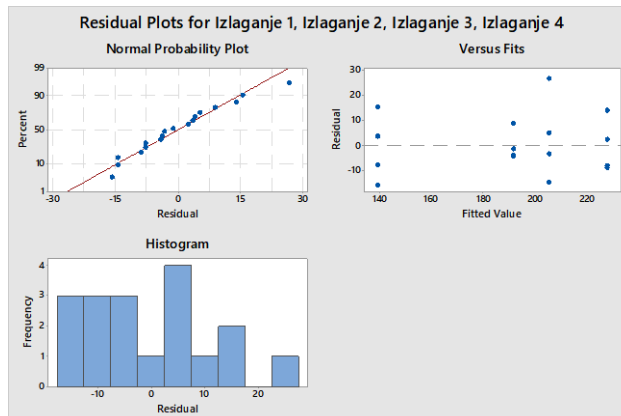 Residual Plots for Izlaganje 1, Izlaganje 2, Izlaganje 3, Izlaganje 4
Normal Probability Plot
99
90
50
10
1
Percent
-30 -15 0 15 30
Residual
Versus Fits
30
20
10
0
-10
Residual
140 160 180 200 220
Fitted Value
Histogram
4
3
2
1
0
Frequency
-10 0 10 20
Residual